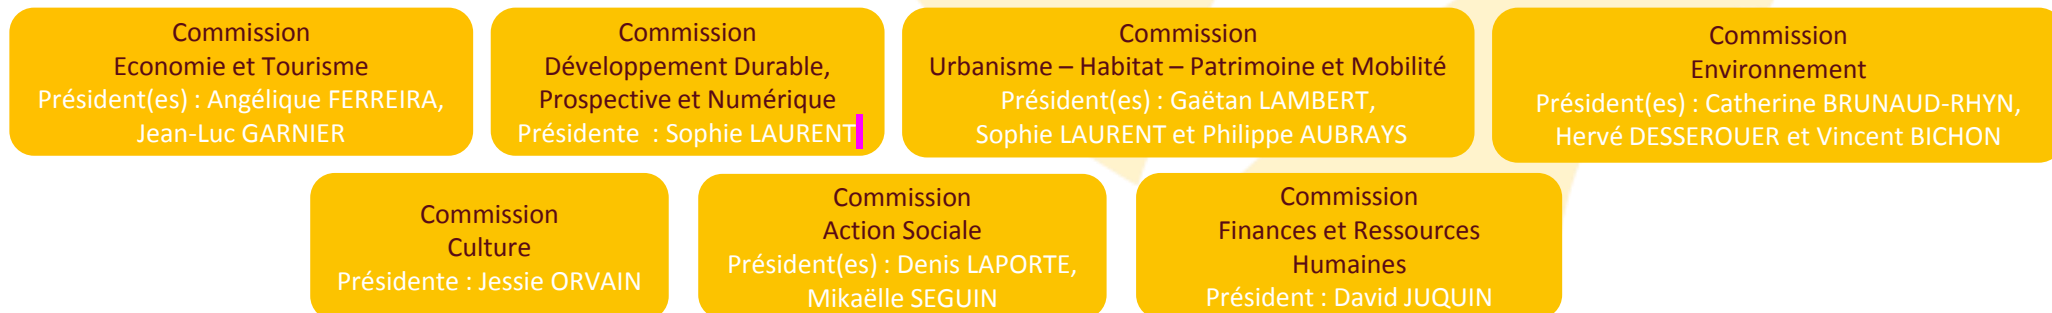 Commission
Economie et Tourisme
Président(es) : Angélique FERREIRA,
Jean-Luc GARNIER
Commission
Développement Durable,
Prospective et Numérique
Présidente  : Sophie LAURENT
Commission
Urbanisme – Habitat – Patrimoine et Mobilité
Président(es) : Gaëtan LAMBERT,
Sophie LAURENT et Philippe AUBRAYS
Commission
Environnement
Président(es) : Catherine BRUNAUD-RHYN,
Hervé DESSEROUER et Vincent BICHON
Commission
Culture
Présidente : Jessie ORVAIN
Commission
Action Sociale
Président(es) : Denis LAPORTE,
Mikaëlle SEGUIN
Commission
Finances et Ressources
Humaines
Président : David JUQUIN